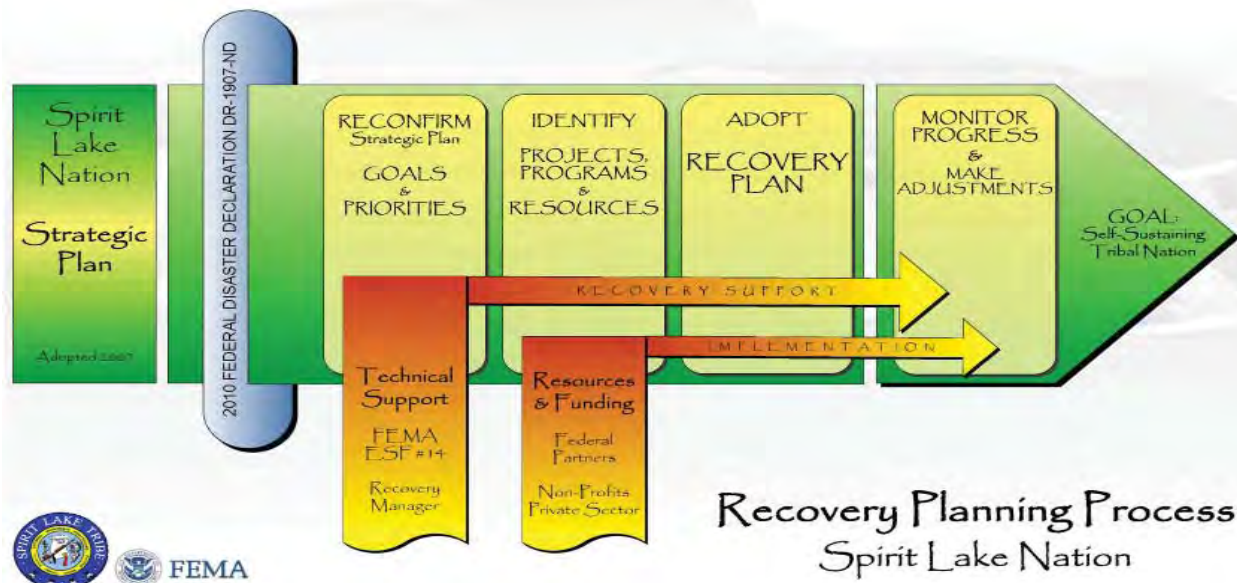 Spirit
Lake
Nation
Strategic
Plan
Adopted 2007
2010 FEDERAL DISASTER DECLARATION DR-1907-ND
RECONFIRM
Strategic Plan
GOALS
&
PRIORITIES
IDENTIFY
PROJECTS,
PROGRAMS
&
RESOURCES
ADOPT
RECOVERY
PLAN
MONITOR
PROGRESS
&
MAKE
ADJUSTMENTS
GOAL:
Self-Sustaining
Tribal Nation
RECOVERY SUPPORT
IMPLEMENTATION
Technical
Support
FEMA
ESF #14
Recovery
Manager
Resources
& Funding
Federal
Partners
Non-Profits
Private Sector
Recovery Planning Process
Spirit Lake Nation
SPIRIT LAKE TRIBE
FEMA